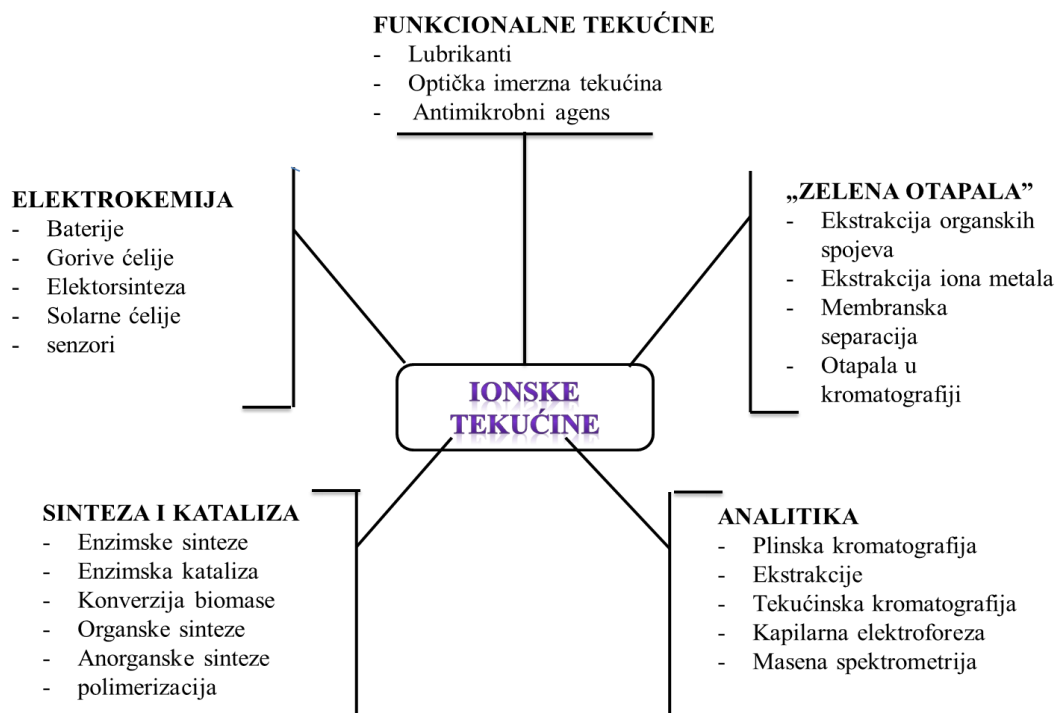 FUNKCIONALNE TEKUĆINE
- Lubrikanti
- Optička imerzna tekućina
- Antimikrobni agens
ELEKTROKEMIJA
- Baterije
- Gorive ćelije
- Elektorsinteza
- Solarne ćelije
- senzori
„ZELENA OTAPALA”
- Ekstrakcija organskih
spojeva
- Ekstrakcija iona metala
- Membranska
separacija
- Otapala u
kromatografiji
IONSKE
TEKUĆINE
SINTEZA I KATALIZA
- Enzimske sinteze
- Enzimska kataliza
- Konverzija biomase
- Organske sinteze
- Anorganske sinteze
- polimerizacija
ANALITIKA
- Plinska kromatografija
- Ekstrakcije
- Tekućinska kromatografija
- Kapilarna elektroforeza
- Masena spektrometrija